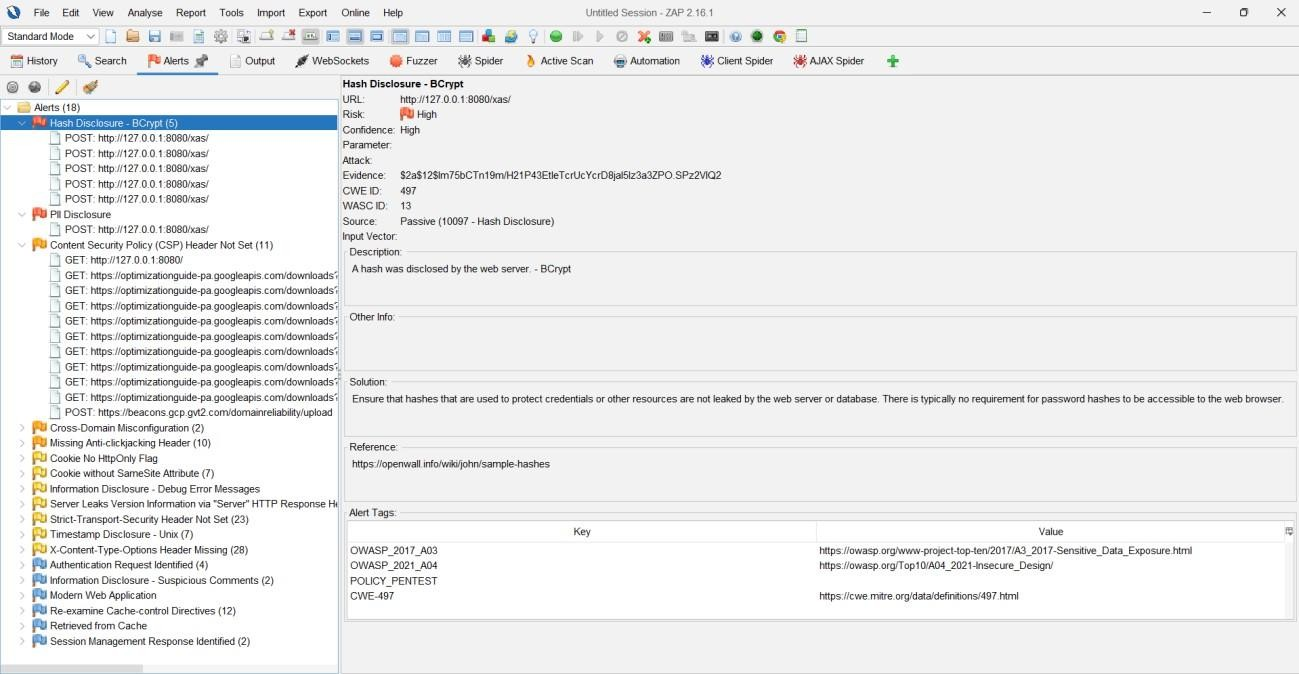 File Edit View Analyse Report Tools Import Export Online Help Untitled Session - ZAP 2.16.1
Standard Mode
History Search Alerts Output WebSockets Fuzzer Spider Active Scan Automation Client Spider AJAX Spider
Alerts (18)
Hash Disclosure - BCrypt (5)
POST: http://127.0.0.1:8080/xas/
POST: http://127.0.0.1:8080/xas/
POST: http://127.0.0.1:8080/xas/
POST: http://127.0.0.1:8080/xas/
POST: http://127.0.0.1:8080/xas/
PII Disclosure
POST: http://127.0.0.1:8080/xas/
Content Security Policy (CSP) Header Not Set (11)
GET: http://127.0.0.1:8080/
GET: https://optimizationguide-pa.googleapis.com/downloads?
GET: https://optimizationguide-pa.googleapis.com/downloads?
GET: https://optimizationguide-pa.googleapis.com/downloads?
GET: https://optimizationguide-pa.googleapis.com/downloads?
GET: https://optimizationguide-pa.googleapis.com/downloads?
GET: https://optimizationguide-pa.googleapis.com/downloads?
GET: https://optimizationguide-pa.googleapis.com/downloads?
GET: https://optimizationguide-pa.googleapis.com/downloads?
GET: https://optimizationguide-pa.googleapis.com/downloads?
POST: https://beacons.gcp.gvt2.com/domainreliability/upload
Cross-Domain Misconfiguration (2)
Missing Anti-clickjacking Header (10)
Cookie No HttpOnly Flag
Cookie without SameSite Attribute (7)
Information Disclosure - Debug Error Messages
Server Leaks Version Information via "Server" HTTP Response He
Strict-Transport-Security Header Not Set (23)
Timestamp Disclosure - Unix (7)
X-Content-Type-Options Header Missing (28)
Authentication Request Identified (4)
Information Disclosure - Suspicious Comments (2)
Modern Web Application
Re-examine Cache-control Directives (12)
Retrieved from Cache
Session Management Response Identified (2)
Hash Disclosure - BCrypt
URL: http://127.0.0.1:8080/xas/
Risk: High
Confidence: High
Parameter:
Attack:
Evidence:
CWE ID: 497
WASC ID: 13
Source: Passive (10097 - Hash Disclosure)
Input Vector:
Description:
A hash was disclosed by the web server. - BCrypt
Other Info:
Solution:
Ensure that hashes that are used to protect credentials or other resources are not leaked by the web server or database. There is typically no requirement for password hashes to be accessible to the web browser.
Reference:
https://openwall.info/wiki/john/sample-hashes
Alert Tags:
Key Value
OWASP_2017_A03 https://owasp.org/www-project-top-ten/2017/A3_2017-Sensitive_Data_Exposure.html
OWASP_2021_A04 https://owasp.org/Top10/A04_2021-Insecure_Design/
POLICY_PENTEST
CWE-497 https://cwe.mitre.org/data/definitions/497.html